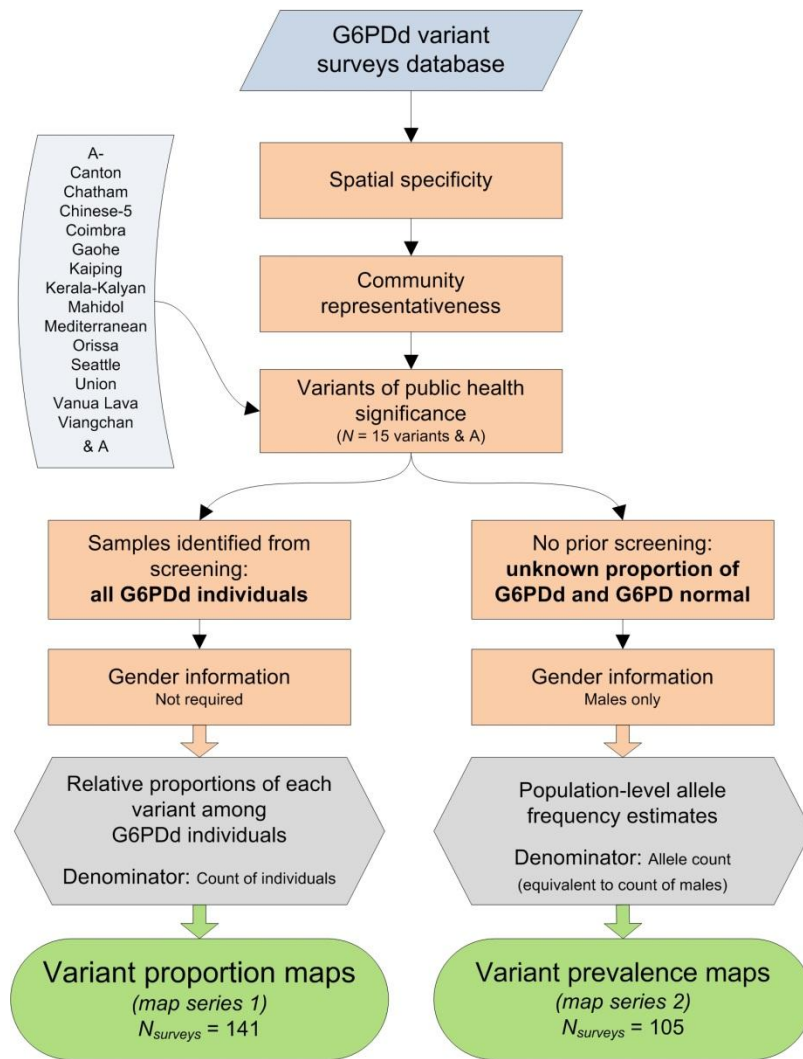 G6PDd variant
surveys database
Spatial specificity
Community
representativeness
A-
Canton
Chatham
Chinese-5
Coimbra
Gaohe
Kaiping
Kerala-Kalyan
Mahidol
Mediterranean
Orissa
Seattle
Union
Vanua Lava
Viangchan
& A
Variants of public health
significance
(N = 15 variants & A)
Samples identified from
screening:
all G6PDd individuals
Gender information
Not required
Relative proportions of each
variant among
G6PDd individuals
Denominator: Count of individuals
Variant proportion maps
(map series 1)
Nsurveys = 141
No prior screening:
unknown proportion of
G6PDd and G6PD normal
Gender information
Males only
Population-level allele
frequency estimates
Denominator: Allele count
(equivalent to count of males)
Variant prevalence maps
(map series 2)
Nsurveys = 105